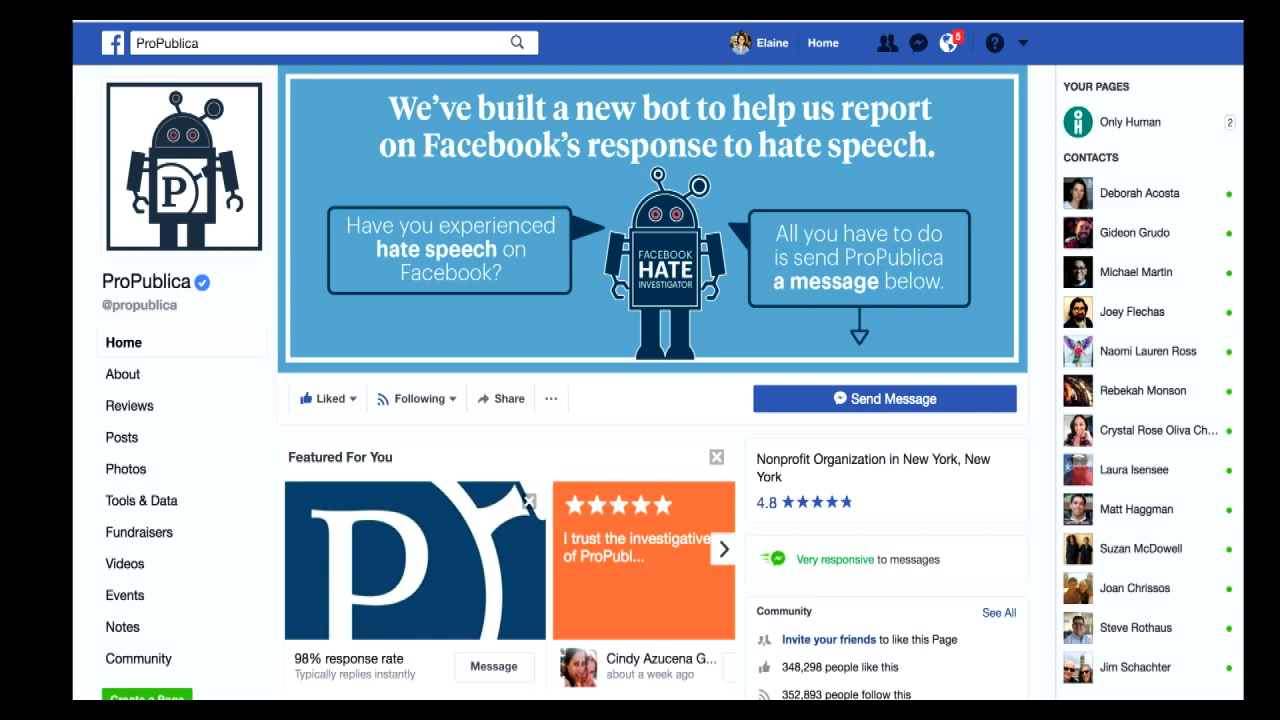 ProPublica
Elaine
Home
5
?
YOUR PAGES
Only Human
2
CONTACTS
Deborah Acosta
Gideon Grudo
Michael Martin
Joey Flechas
Naomi Lauren Ross
Rebekah Monson
Crystal Rose Oliva Ch...
Laura Isensee
Matt Haggman
Suzan McDowell
Joan Chrissos
Steve Rothaus
Jim Schachter
We've built a new bot to help us report
on Facebook's response to hate speech.
Have you experienced
hate speech on
Facebook?
FACEBOOK
HATE
INVESTIGATOR
All you have to do
is send ProPublica
a message below.
P
ProPublica
@propublica
Home
About
Reviews
Posts
Photos
Tools & Data
Fundraisers
Videos
Events
Notes
Community
Create a Page
Liked
Following
Share
...
Send Message
Featured For You
P
98% response rate
Typically replies instantly
Message
I trust the investigative
of ProPubl...
Cindy Azucena G...
about a week ago
Nonprofit Organization in New York, New
York
4.8
Very responsive to messages
Community
See All
Invite your friends to like this Page
348,298 people like this
352,893 people follow this